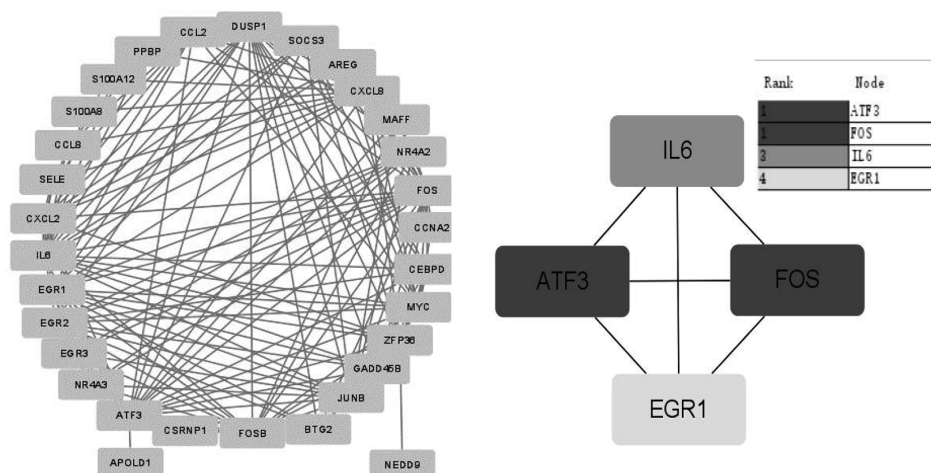 DUSP1
CCL2
SOCS3
PPBP
AREG
S100A12
CXCL8
S100A8
MAFF
CCL8
NR4A2
SELE
FOS
CXCL2
CCNA2
IL6
CEBPD
EGR1
MYC
EGR2
ZFP36
EGR3
GADD45B
NR4A3
JUNB
ATF3
CSRNP1
FOSB
BTG2
APOLD1
NEDD9
IL6
ATF3
FOS
EGR1
Rank Node
1 ATF3
1 FOS
3 IL6
4 EGR1